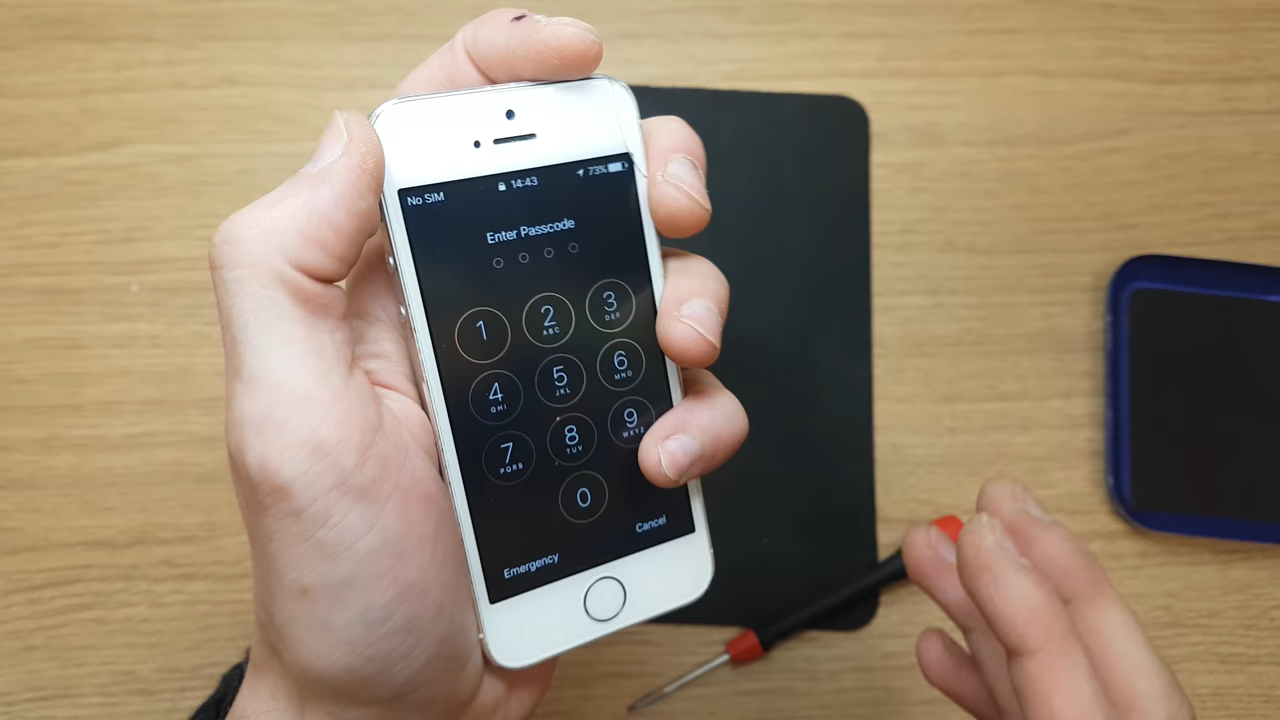 No SIM 14:43 73%
Enter Passcode
1 2 3
ABC DEF
4 5 6
GHI JKL MNO
7 8 9
PQRS TUV WXYZ
0
Emergency Cancel